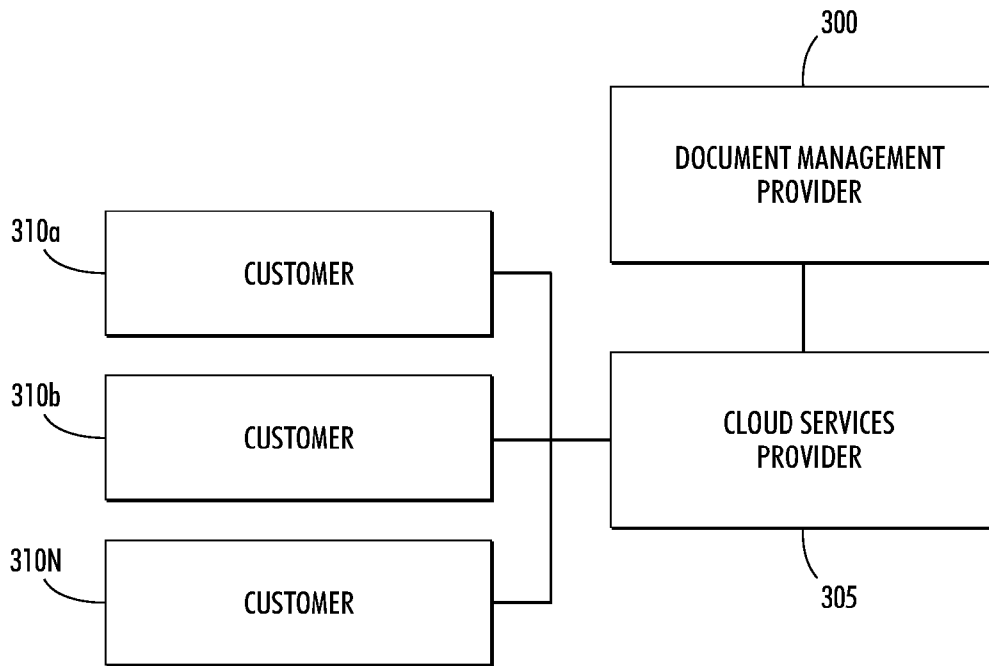 300
DOCUMENT MANAGEMENT
PROVIDER
310a
CUSTOMER
310b
CUSTOMER
CLOUD SERVICES
PROVIDER
310N
CUSTOMER
305